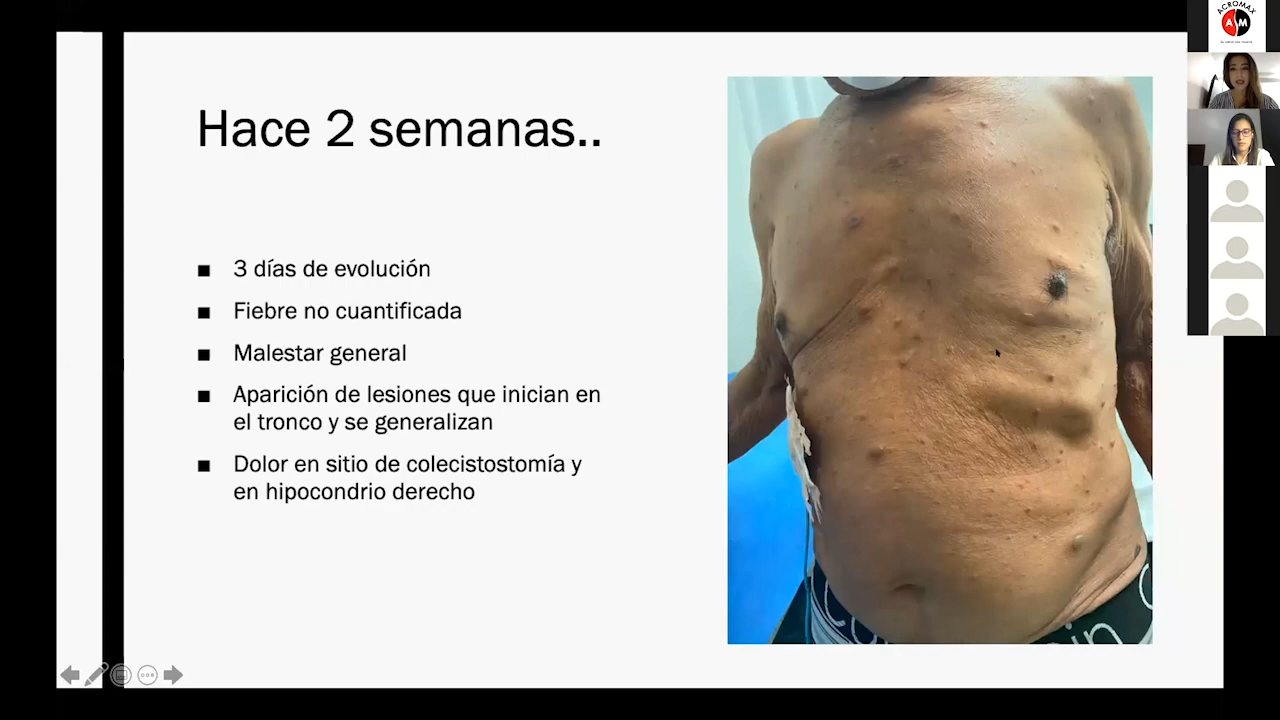 ACROMAX
A M
Hace 2 semanas..
■ 3 días de evolución
■ Fiebre no cuantificada
■ Malestar general
■ Aparición de lesiones que inician en
el tronco y se generalizan
■ Dolor en sitio de colecistostomía y
en hipocondrio derecho